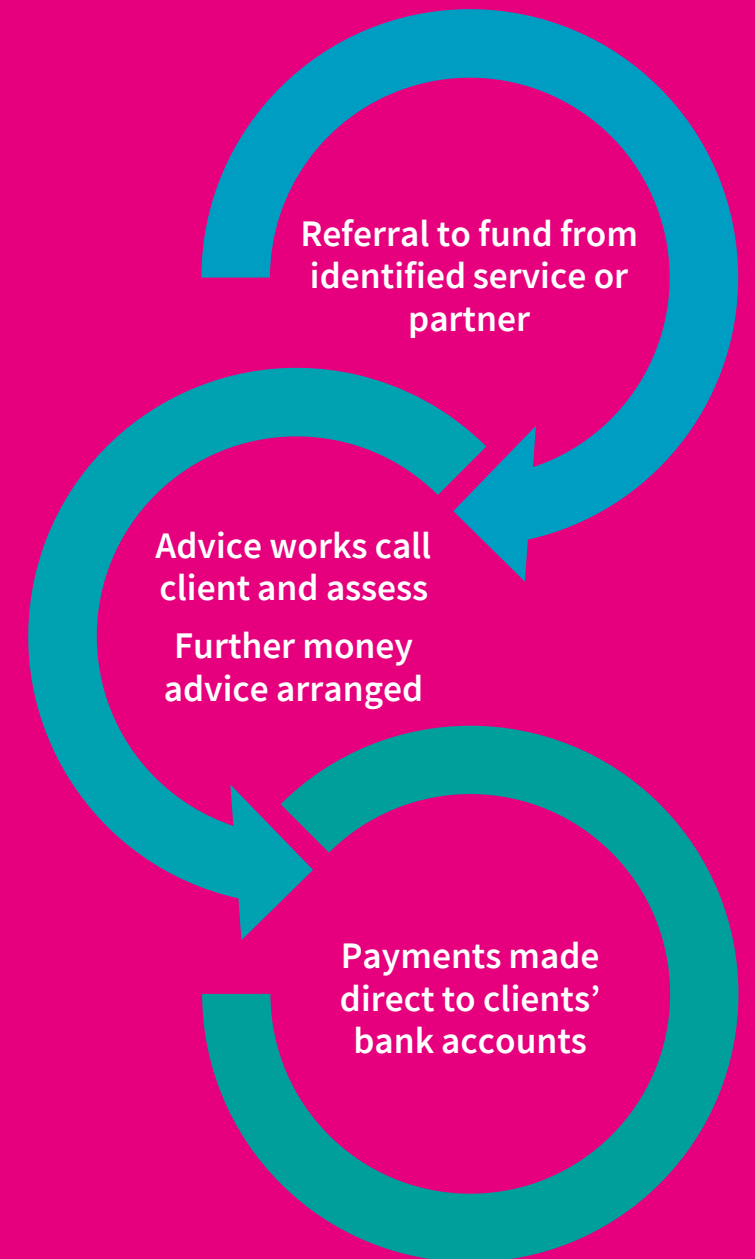 Referral to fund from
identified service or
partner
Advice works call
client and assess
Further money
advice arranged
Payments made
direct to clients’
bank accounts